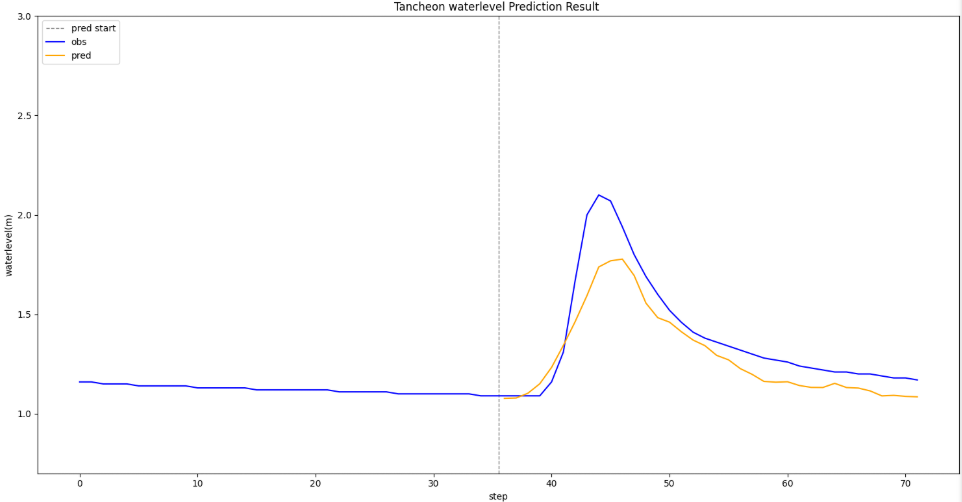 Tancheon waterlevel Prediction Result
pred start
obs
pred
3.0
2.5
2.0
1.5
1.0
waterlevel(m)
0 10 20 30 40 50 60 70
step